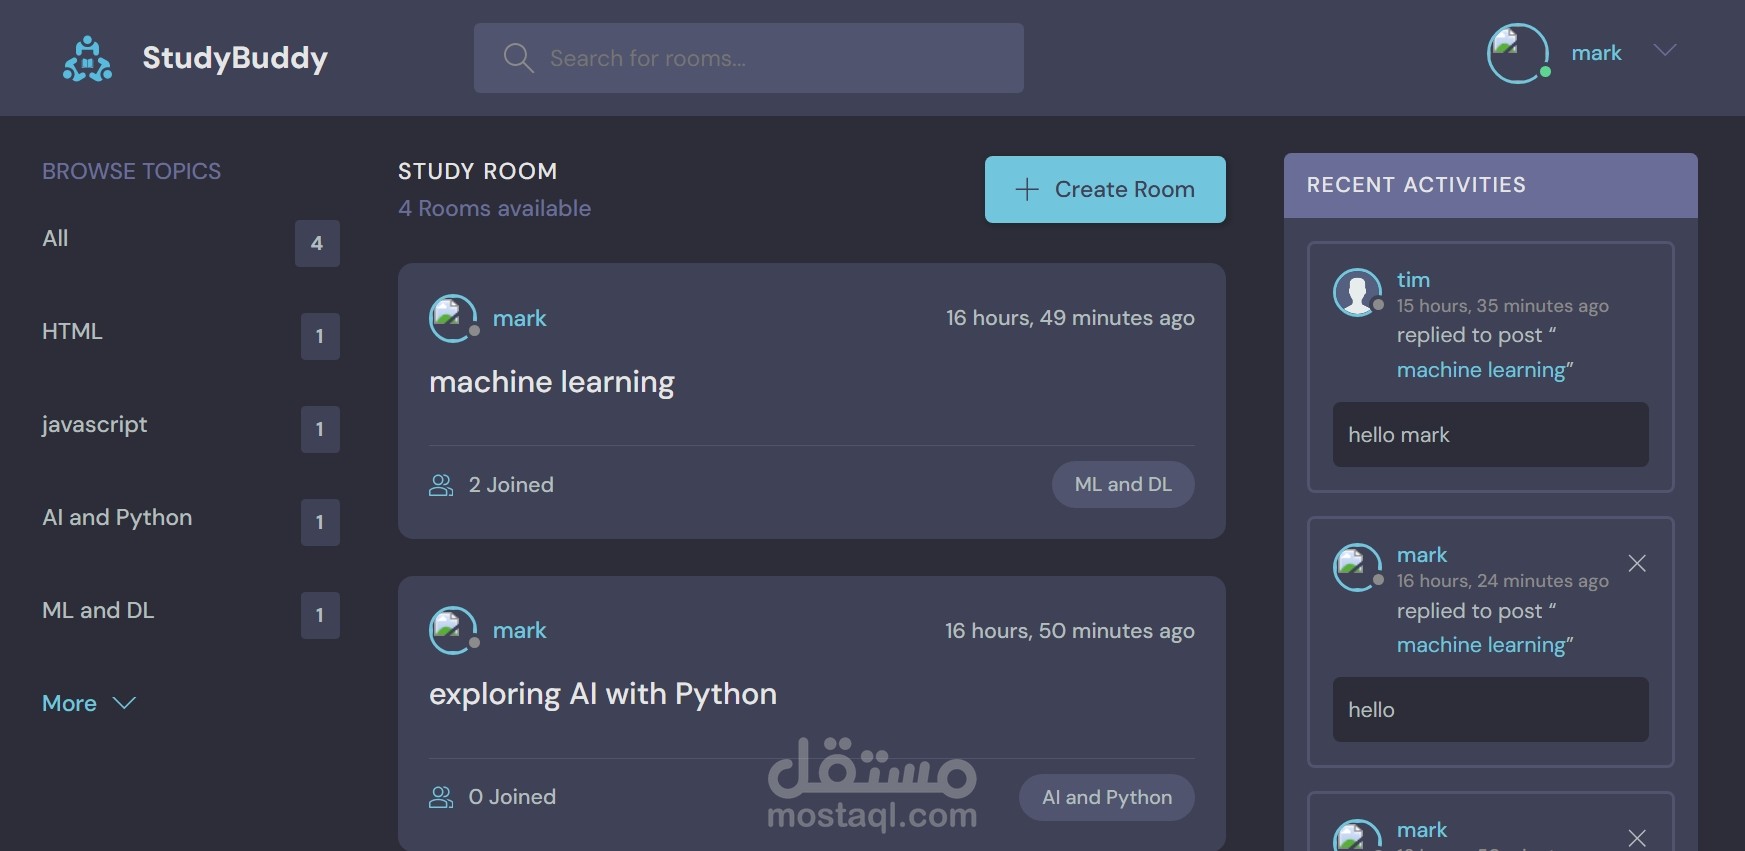 StudyBuddy
Search for rooms...
mark
BROWSE TOPICS
All
4
HTML
1
javascript
1
AI and Python
1
ML and DL
1
More
STUDY ROOM
4 Rooms available
Create Room
mark
16 hours, 49 minutes ago
machine learning
2 Joined
ML and DL
mark
16 hours, 50 minutes ago
exploring AI with Python
0 Joined
AI and Python
مستقل
mostaql.com
RECENT ACTIVITIES
tim
15 hours, 35 minutes ago
replied to post “
machine learning”
hello mark
mark
16 hours, 24 minutes ago
replied to post “
machine learning”
hello
mark